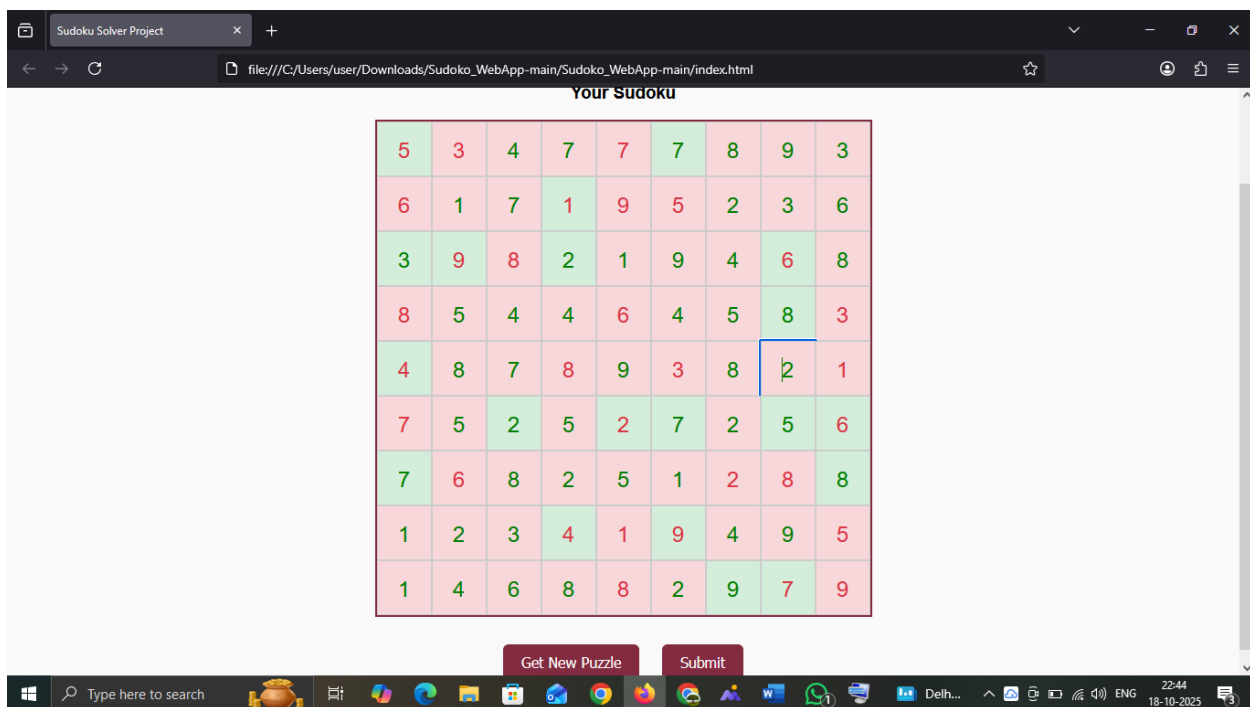 Sudoku Solver Project
file:///C:/Users/user/Downloads/Sudoko_WebApp-main/Sudoko_WebApp-main/index.html
Your Sudoku
5 3 4 7 7 7 8 9 3
6 1 7 1 9 5 2 3 6
3 9 8 2 1 9 4 6 8
8 5 4 4 6 4 5 8 3
4 8 7 8 9 3 8 2 1
7 5 2 5 2 7 2 5 6
7 6 8 2 5 1 2 8 8
1 2 3 4 1 9 4 9 5
1 4 6 8 8 2 9 7 9
Get New Puzzle Submit
Type here to search Delh... ENG 22:44
18-10-2025